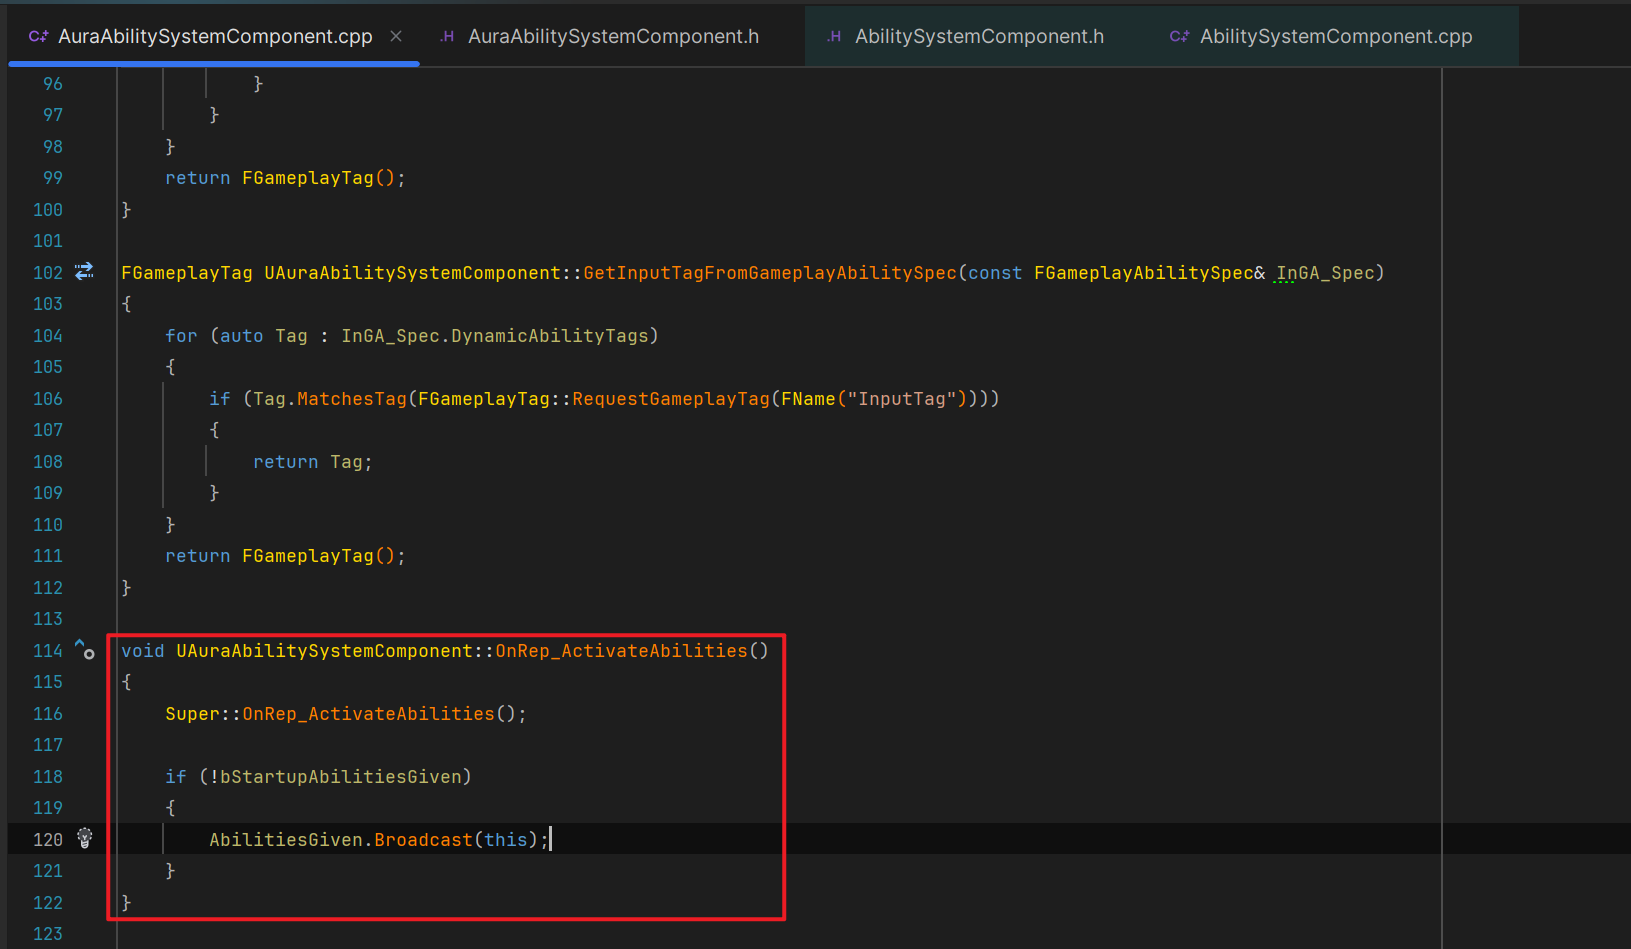 C++ AuraAbilitySystemComponent.cpp × .H AuraAbilitySystemComponent.h .H AbilitySystemComponent.h C++ AbilitySystemComponent.cpp
96 }
97 }
98 }
99 return FGameplayTag();
100 }
101
102 FGameplayTag UAuraAbilitySystemComponent::GetInputTagFromGameplayAbilitySpec(const FGameplayAbilitySpec& InGA_Spec)
103 {
104 for (auto Tag : InGA_Spec.DynamicAbilityTags)
105 {
106 if (Tag.MatchesTag(FGameplayTag::RequestGameplayTag(FName("InputTag"))))
107 {
108 return Tag;
109 }
110 }
111 return FGameplayTag();
112 }
113
114 void UAuraAbilitySystemComponent::OnRep_ActivateAbilities()
115 {
116 Super::OnRep_ActivateAbilities();
117
118 if (!bStartupAbilitiesGiven)
119 {
120 AbilitiesGiven.Broadcast(this);
121 }
122 }
123